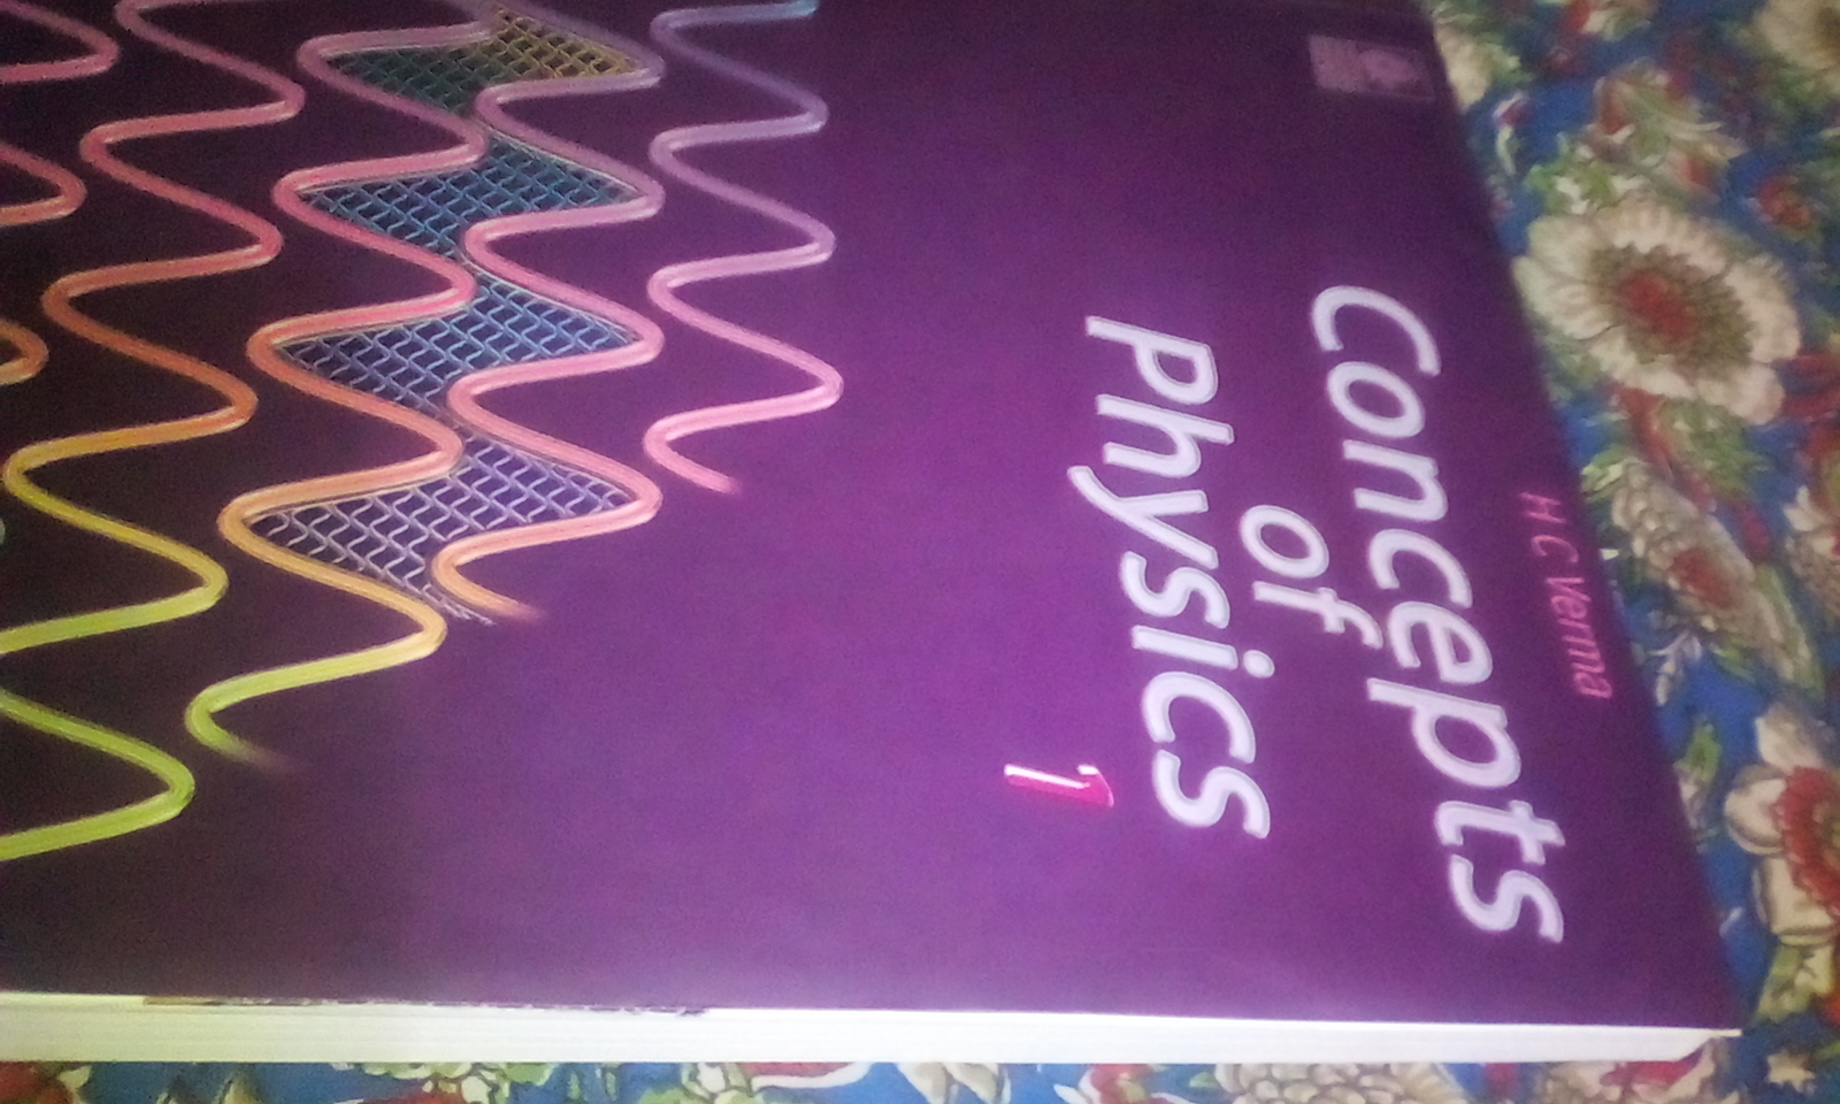 H C Verma
Concepts
of
Physics
1